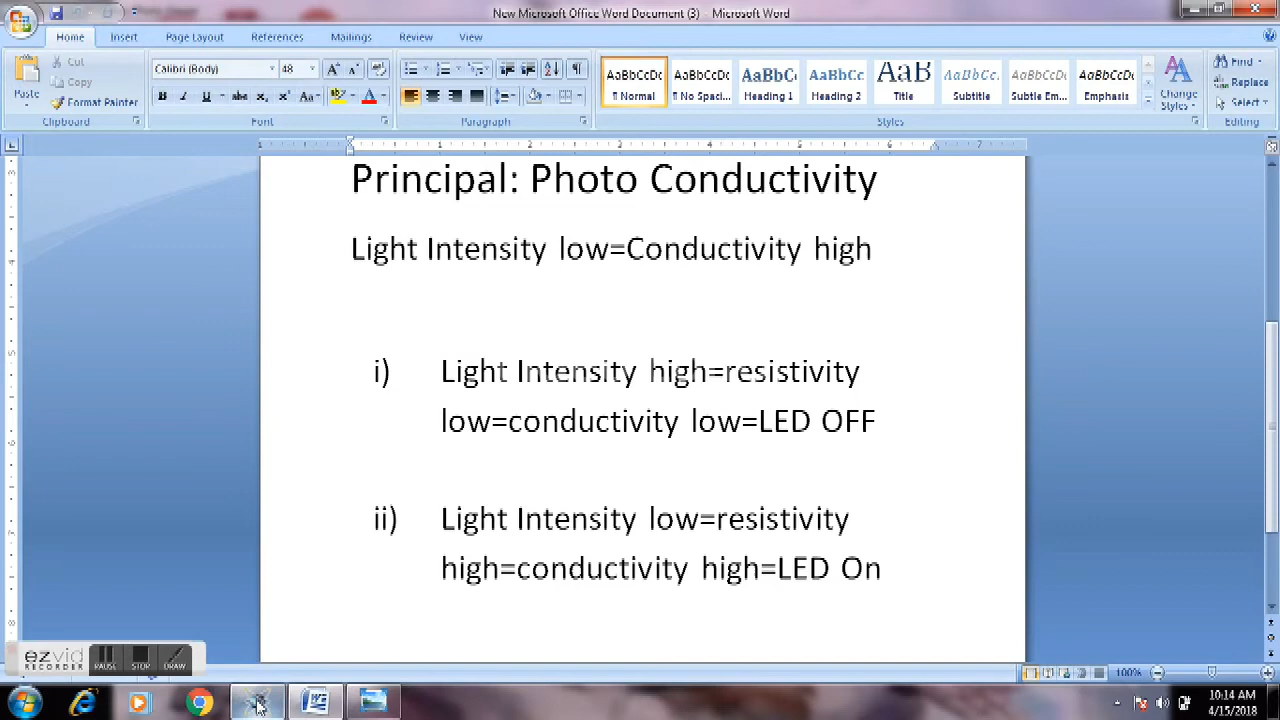 New Microsoft Office Word Document (3) - Microsoft Word
Home Insert Page Layout References Mailings Review View
Cut
Copy
Format Painter
Paste
Clipboard
Calibri (Body) 48
Font
Paragraph
AaBbCcDc AaBbCcDc AaBbC AaBbCc AaB AaBbCc AaBbCcDc AaBbCcDc
¶ Normal ¶ No Spaci... Heading 1 Heading 2 Title Subtitle Subtle Em... Emphasis
Change Styles
Styles
Find
Replace
Select
Editing
Principal: Photo Conductivity
Light Intensity low=Conductivity high
i) Light Intensity high=resistivity
low=conductivity low=LED OFF
ii) Light Intensity low=resistivity
high=conductivity high=LED On
ezvid
RECORDER
PAUSE STOP DRAW
100%
10:14 AM
4/15/2018